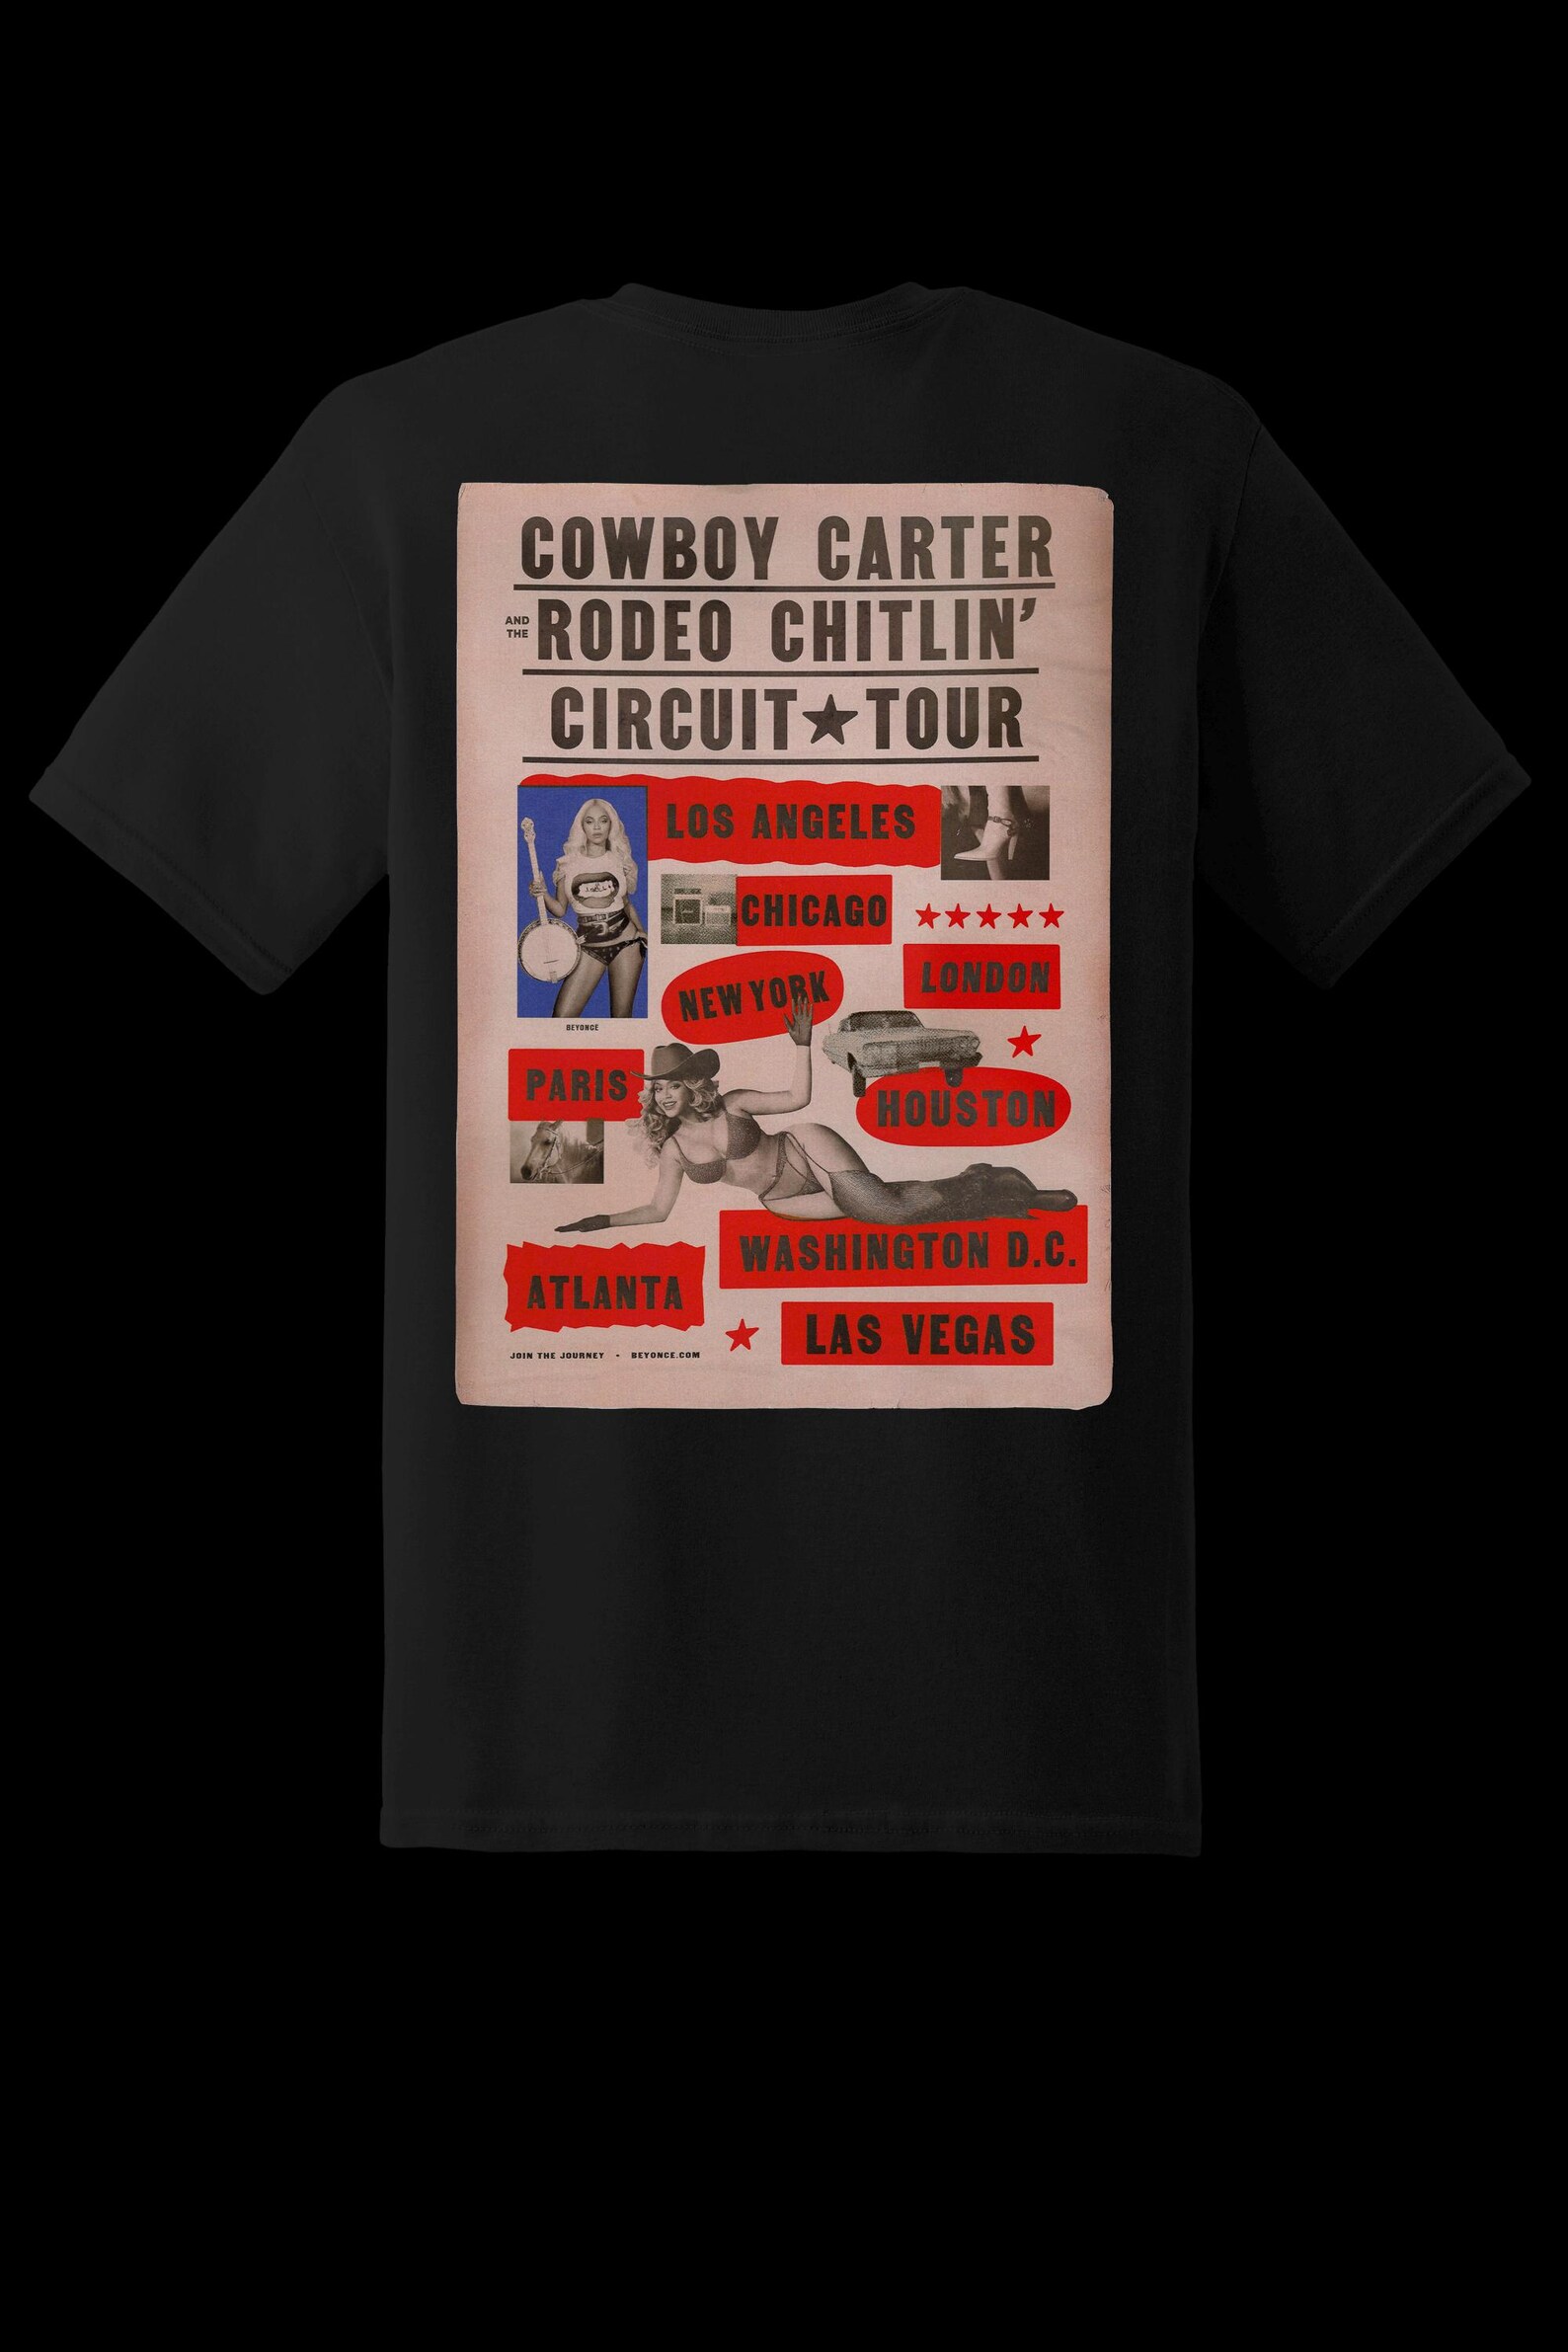 COWBOY CARTER
AND THE RODEO CHITLIN'
CIRCUIT★TOUR
LOS ANGELES
CHICAGO
★★★★★
NEW YORK
LONDON
BEYONCÉ
★
PARIS
HOUSTON
WASHINGTON D.C.
ATLANTA
★ LAS VEGAS
JOIN THE JOURNEY - BEYONCE.COM